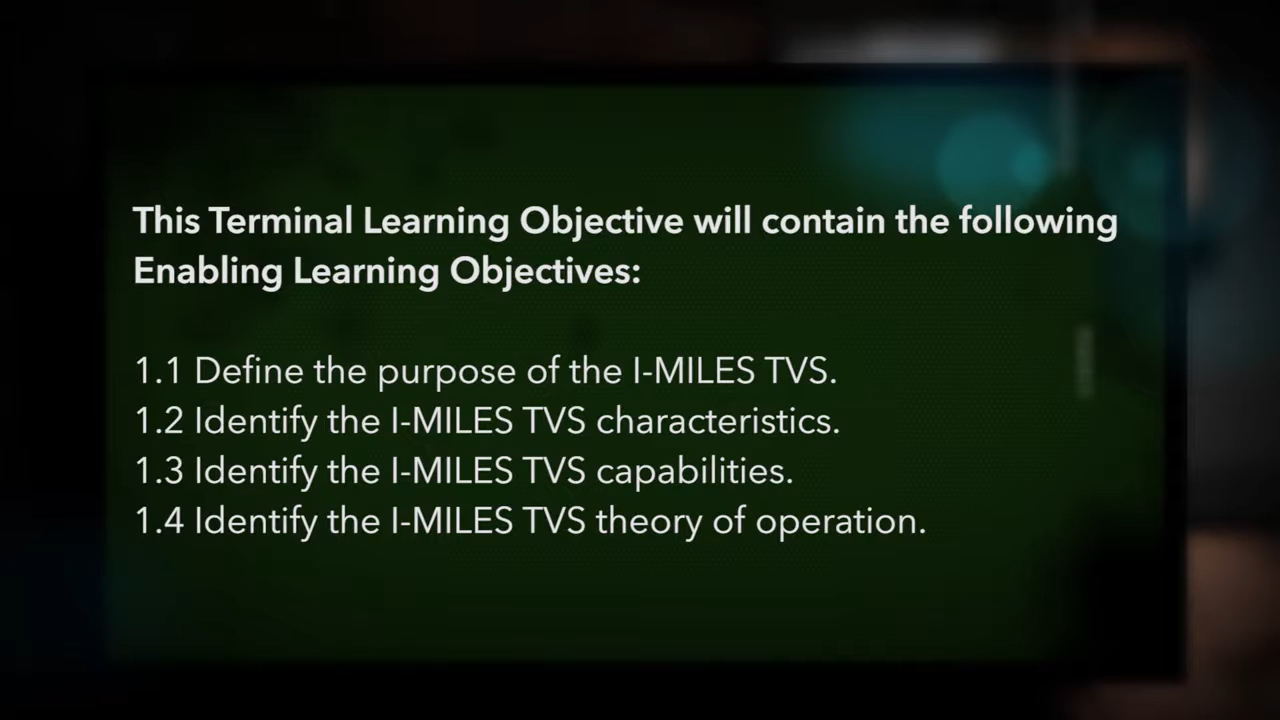 This Terminal Learning Objective will contain the following
Enabling Learning Objectives:
1.1 Define the purpose of the I-MILES TVS.
1.2 Identify the I-MILES TVS characteristics.
1.3 Identify the I-MILES TVS capabilities.
1.4 Identify the I-MILES TVS theory of operation.